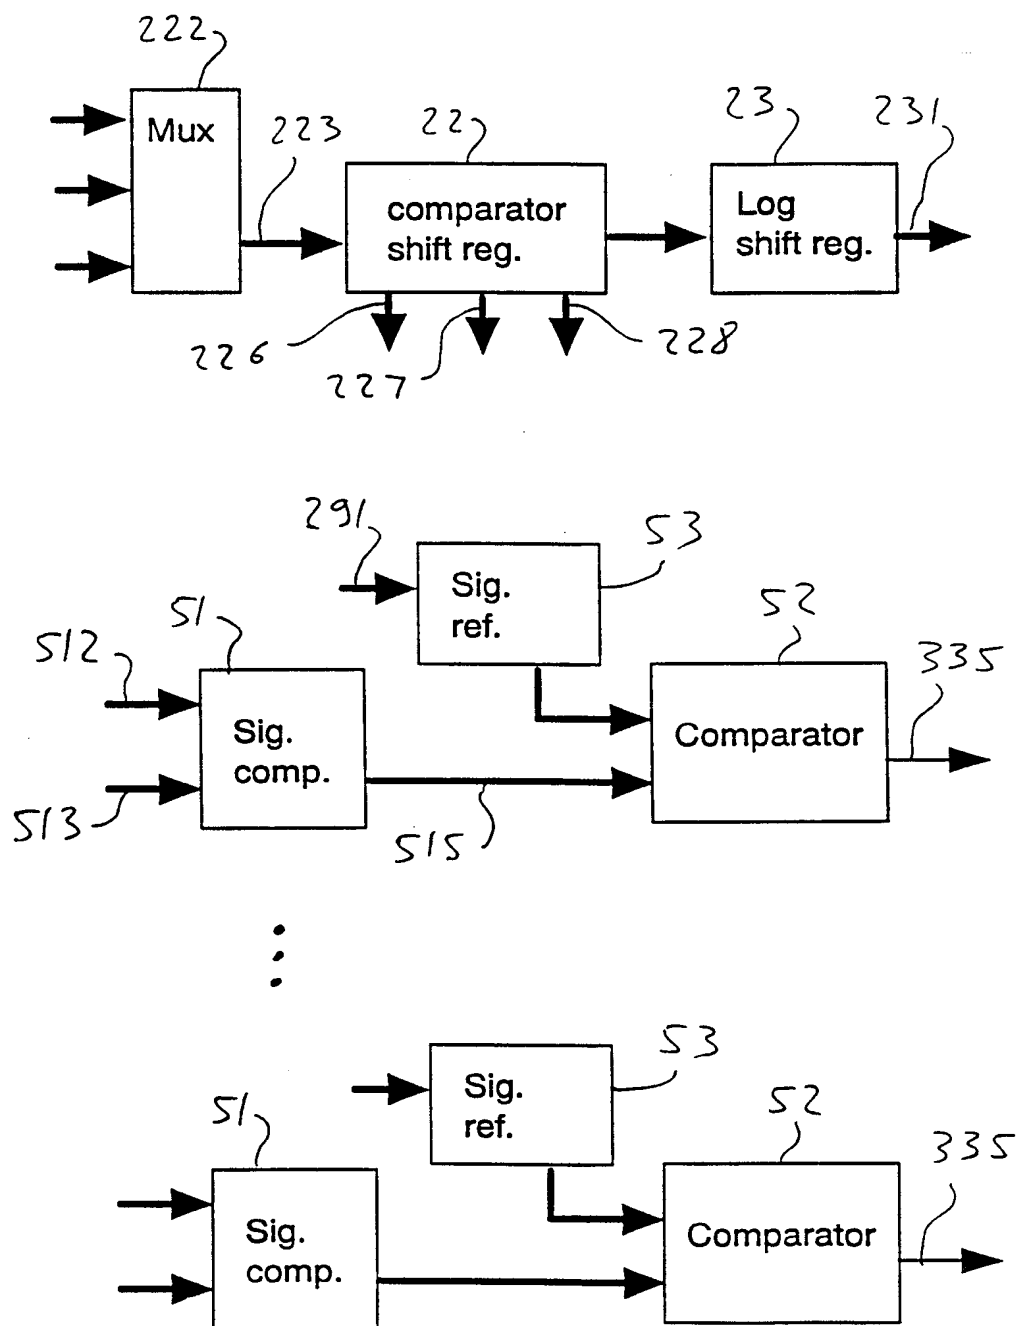 222
Mux
223
22
comparator
shift reg.
23
Log
shift reg.
231
226
227
228
291
Sig.
ref.
53
51
512
513
Sig.
comp.
515
52
Comparator
335
Sig.
ref.
53
51
Sig.
comp.
52
Comparator
335